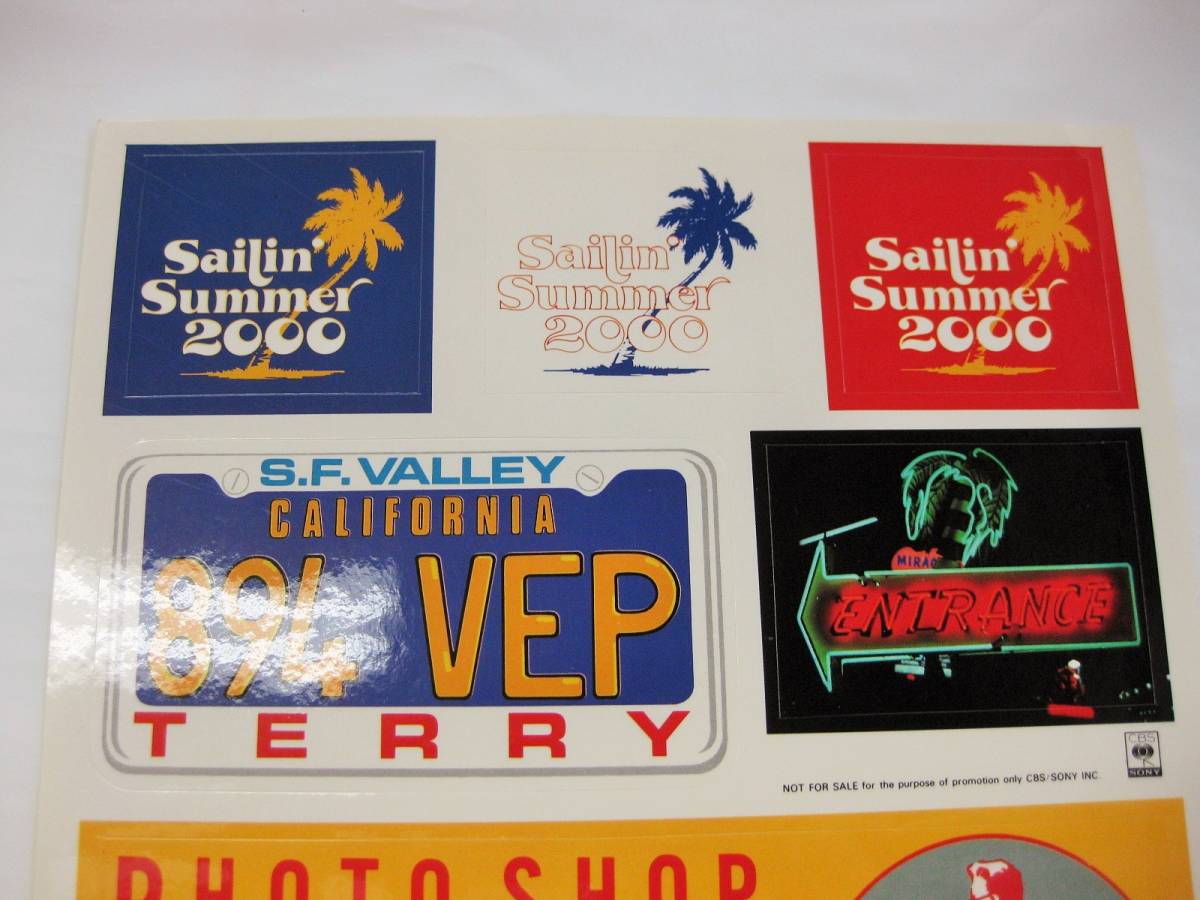 Sailin'
Summer
2000
Sailin'
Summer
2000
Sailin'
Summer
2000
S.F. VALLEY
CALIFORNIA
894 VEP
TERRY
MIRAG
ENTRANCE
NOT FOR SALE for the purpose of promotion only CBS/SONY INC.
CBS
SONY
PHOTO SHOP